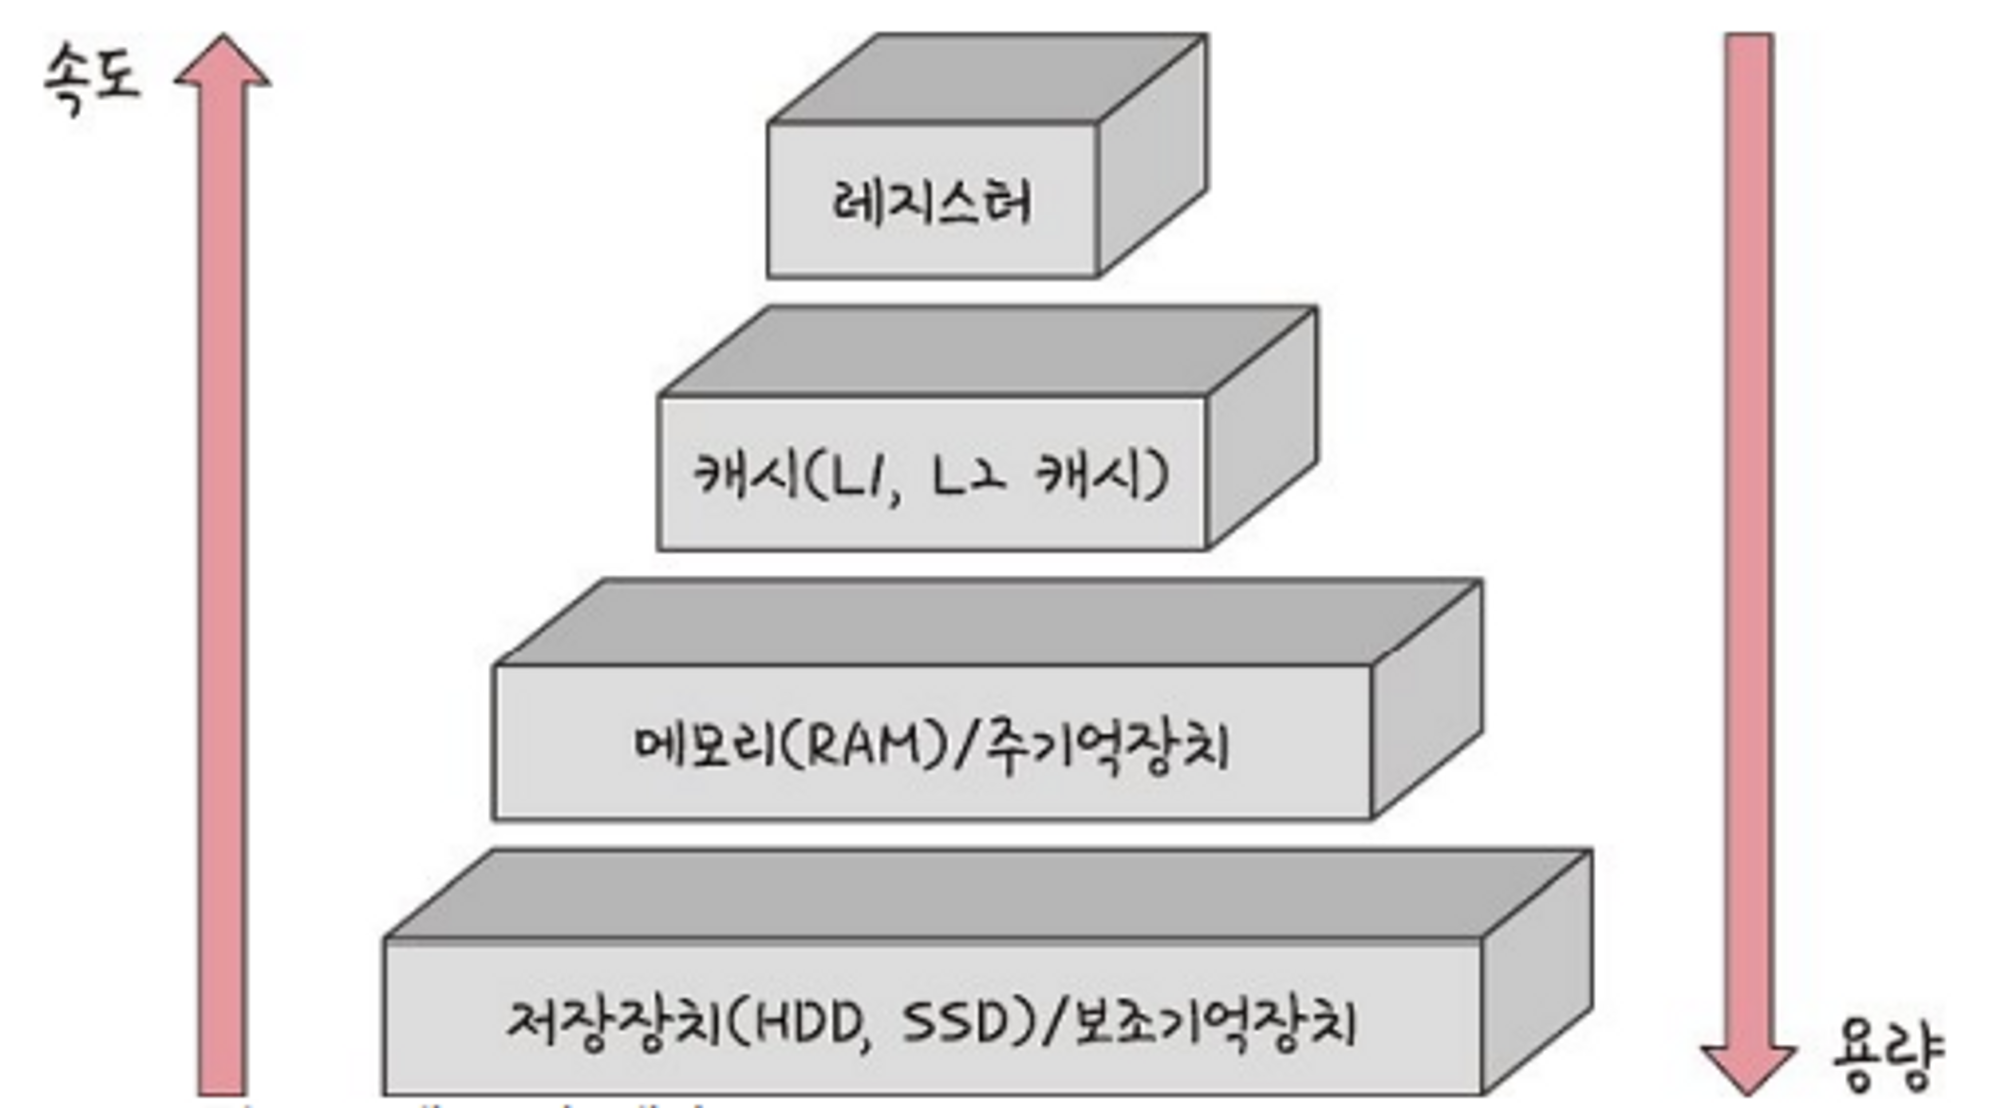 속도
레지스터
캐시(L1, L2 캐시)
메모리(RAM)/주기억장치
저장장치(HDD, SSD)/보조기억장치
용량